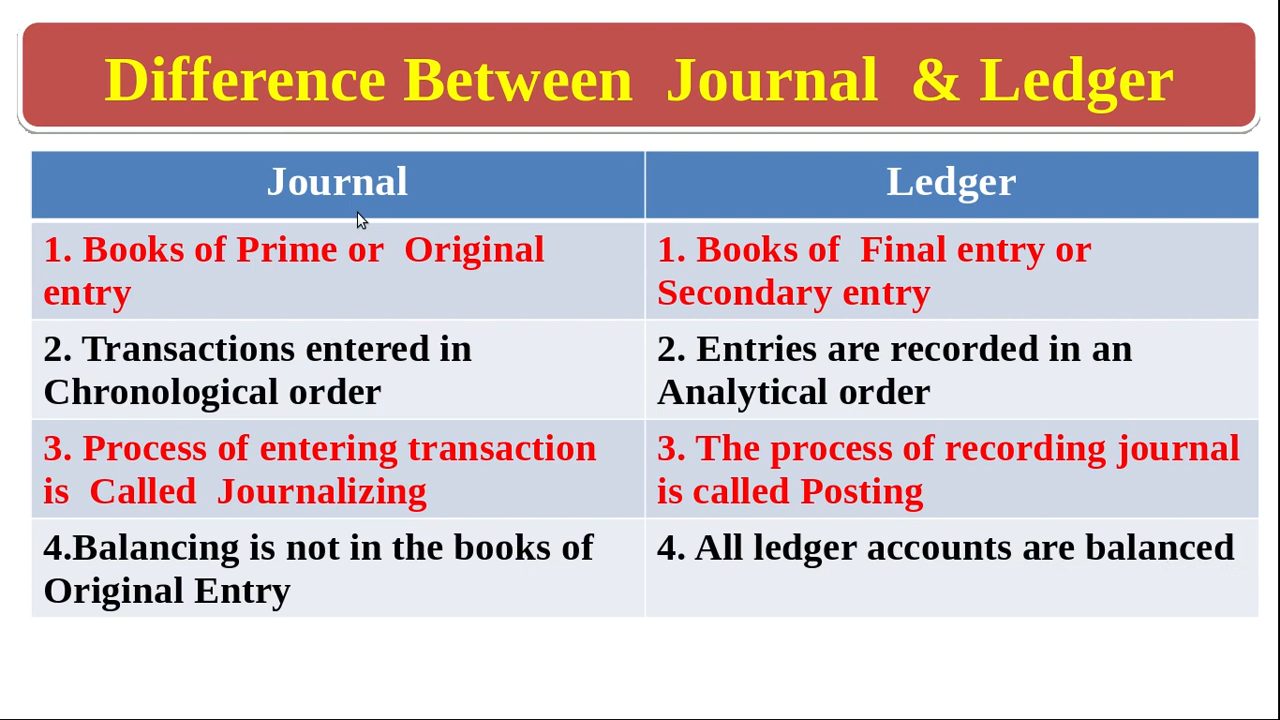 Difference Between Journal & Ledger
Journal
Ledger
1. Books of Prime or Original
entry
1. Books of Final entry or
Secondary entry
2. Transactions entered in
Chronological order
2. Entries are recorded in an
Analytical order
3. Process of entering transaction
is Called Journalizing
3. The process of recording journal
is called Posting
4.Balancing is not in the books of
Original Entry
4. All ledger accounts are balanced